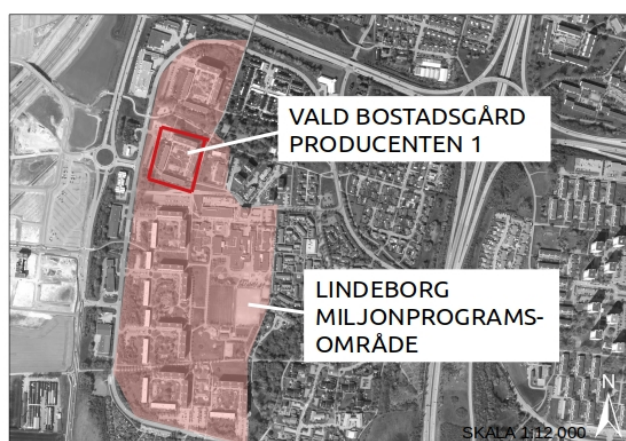 VALD BOSTADSGÅRD
PRODUCENTEN 1
LINDEBORG
MILJONPROGRAMS-
OMRÅDE
N
SKALA 1:12 000